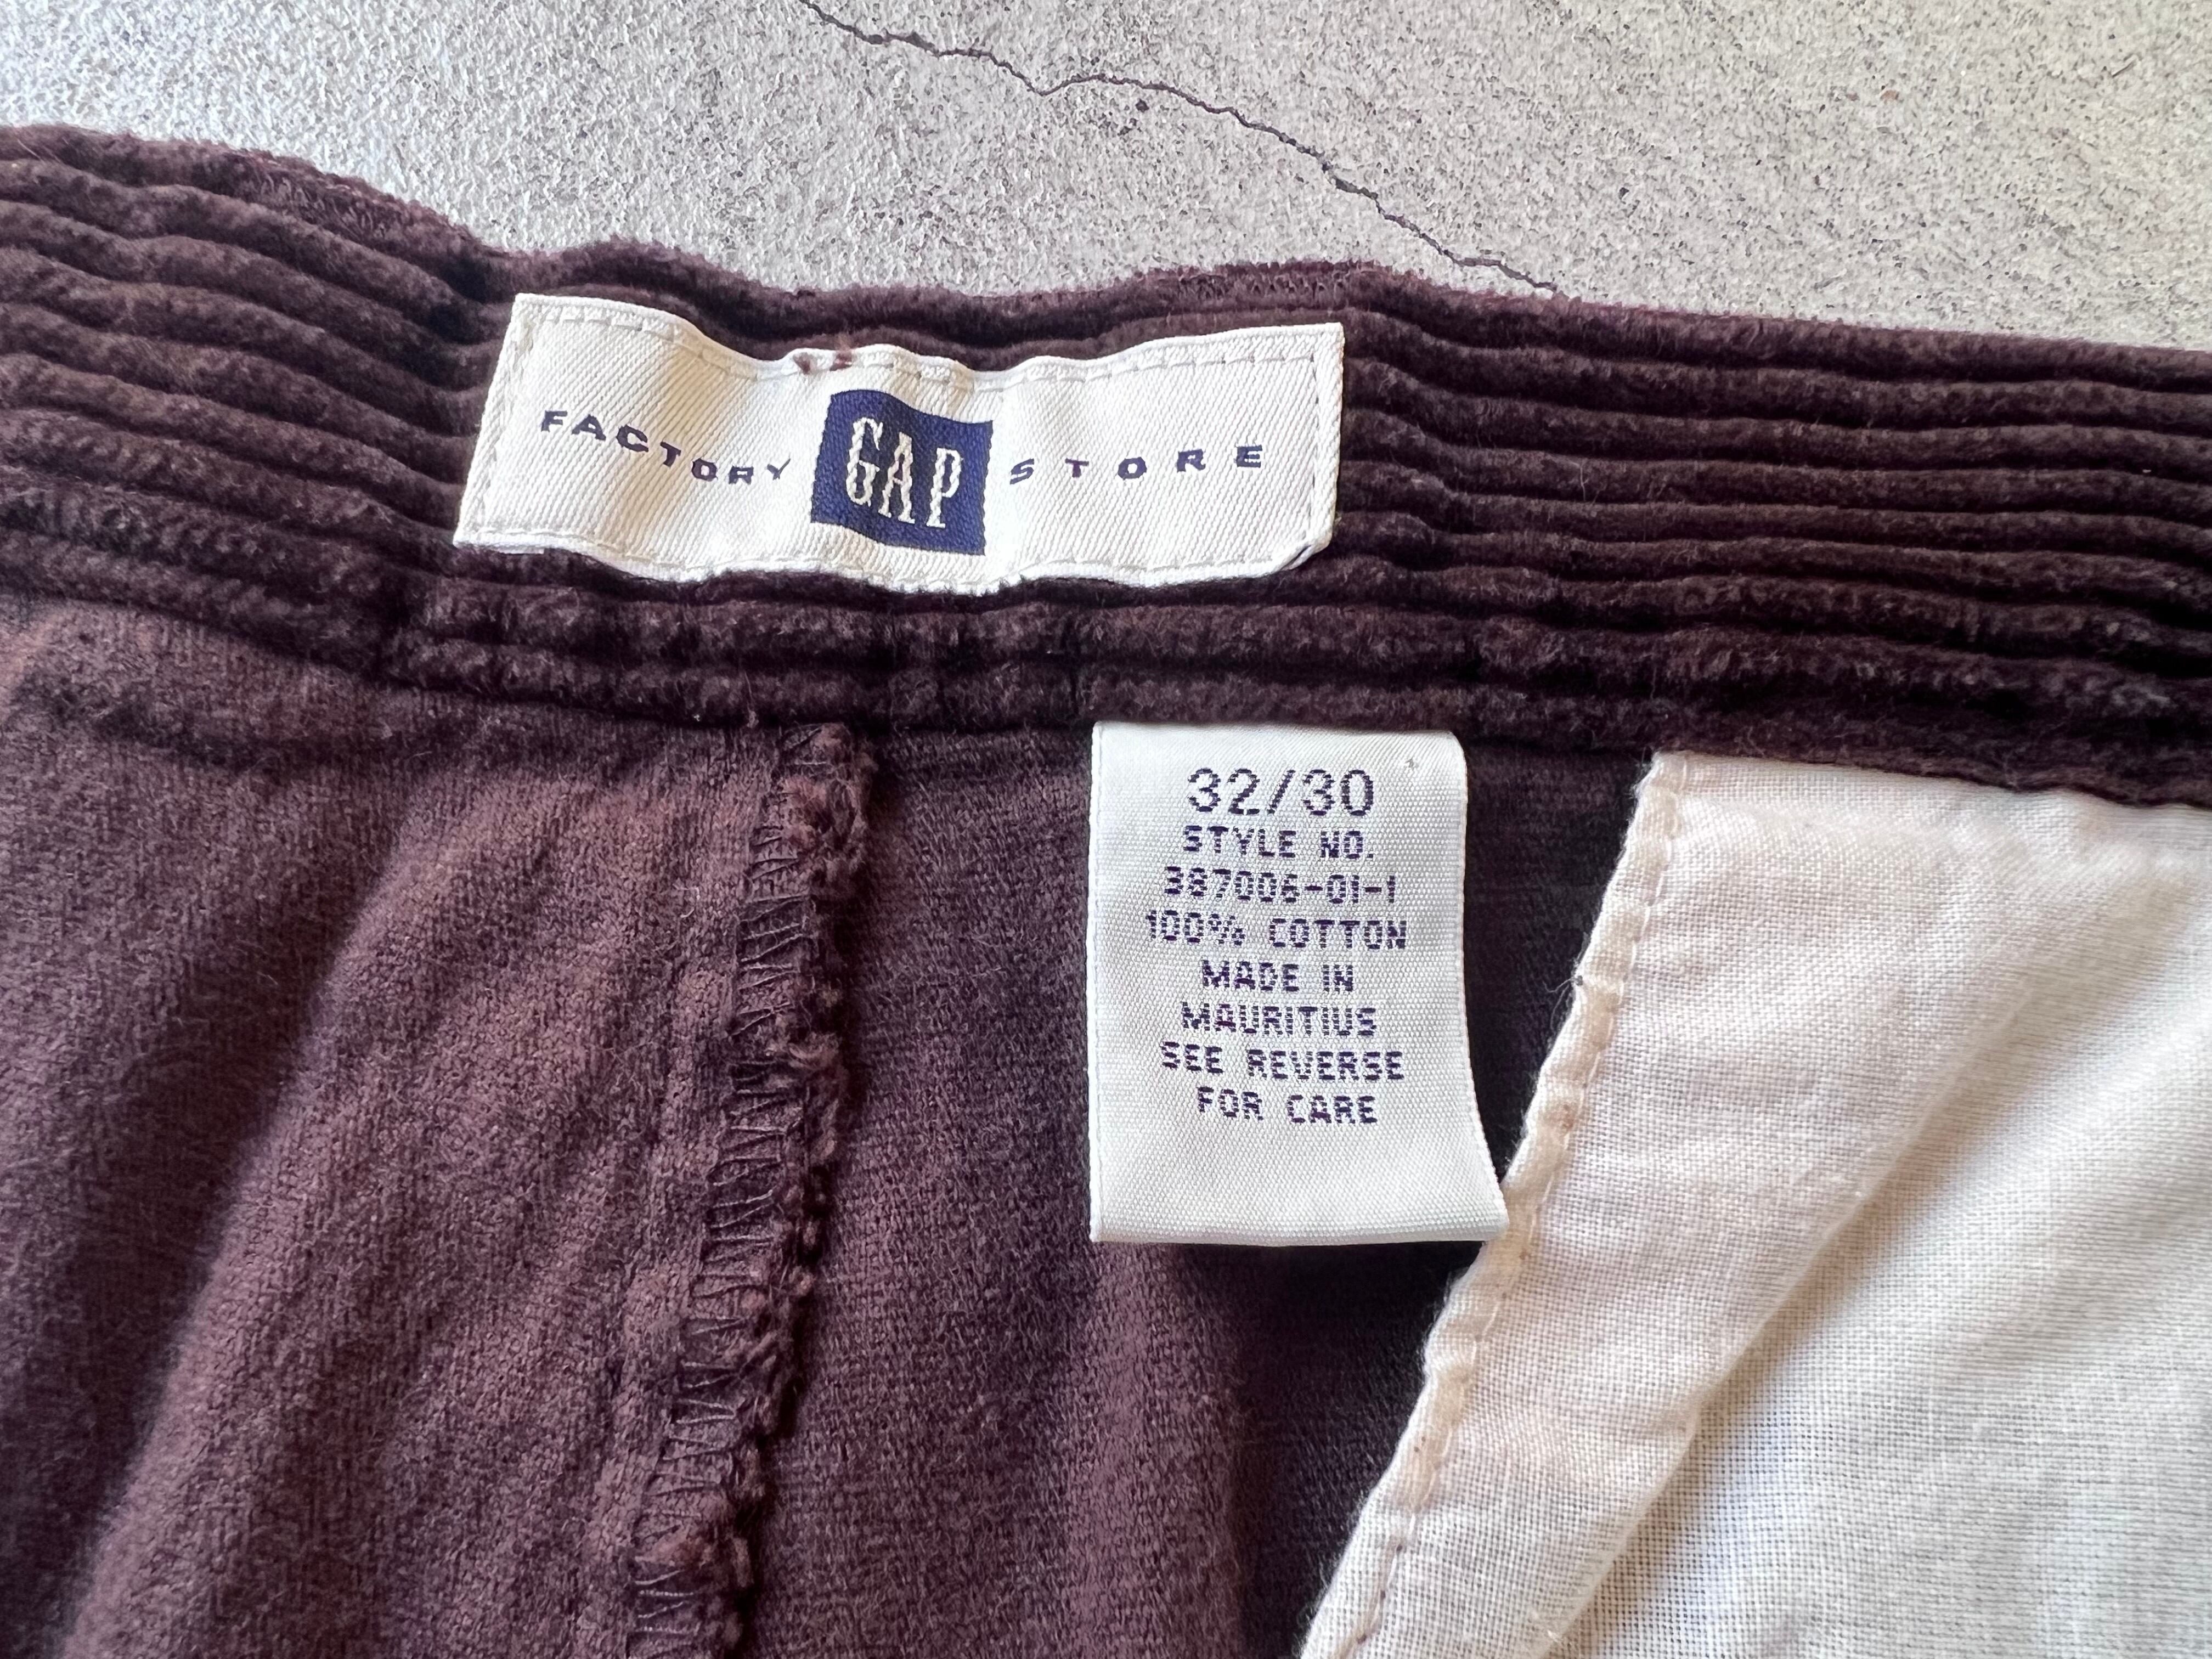 FACTORY GAP STORE
32/30
STYLE NO.
387006-01-1
100% COTTON
MADE IN
MAURITIUS
SEE REVERSE
FOR CARE